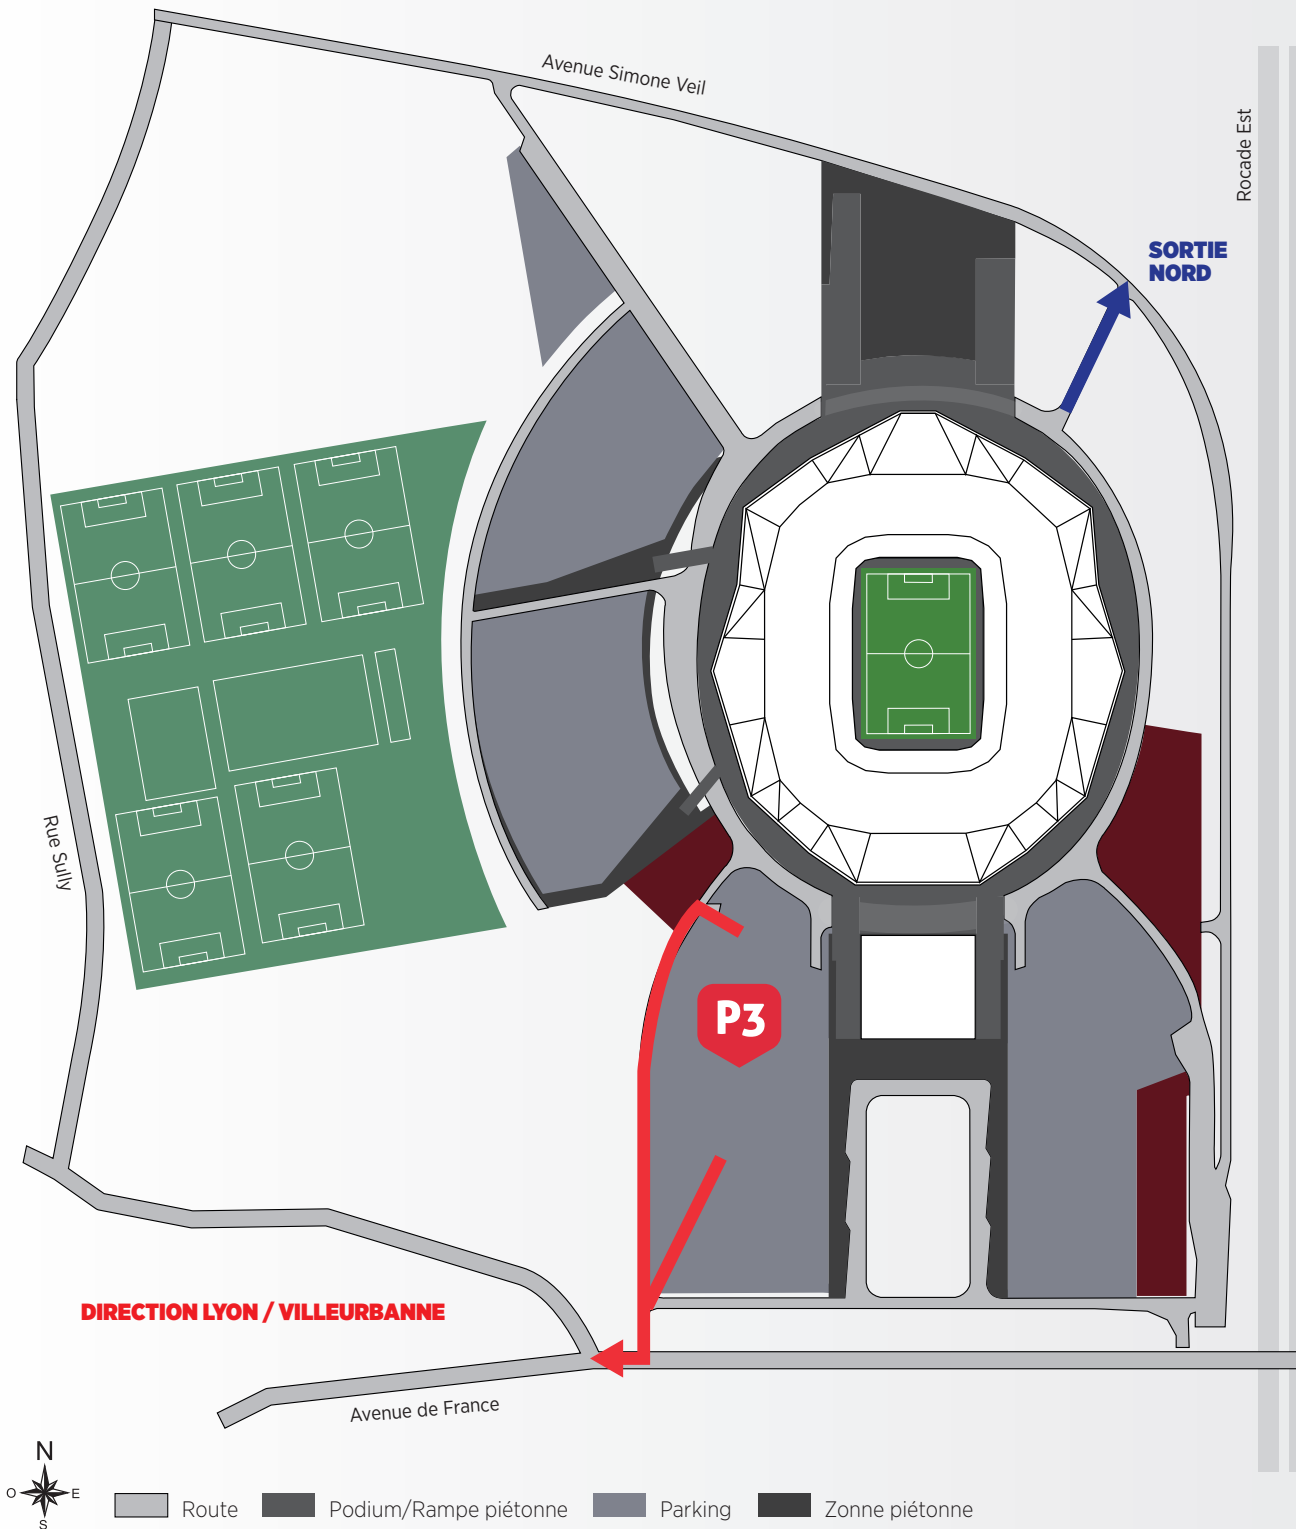 Avenue Simone Veil
Rocade Est
SORTIE
NORD
Rue Sully
P3
DIRECTION LYON / VILLEURBANNE
Avenue de France
N
O
E
S
Route
Podium/Rampe piétonne
Parking
Zonne piétonne